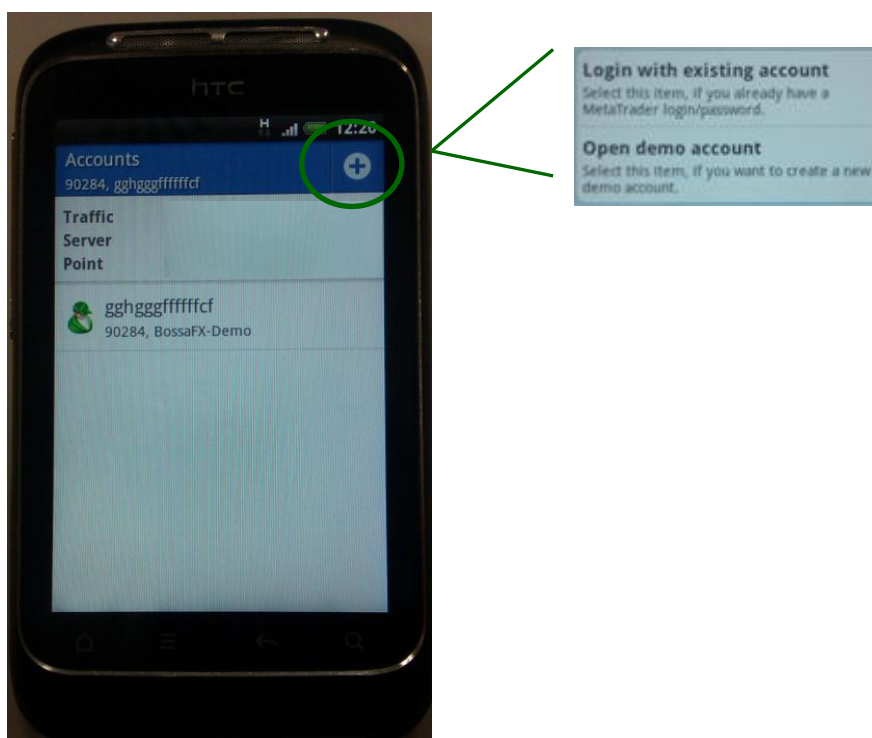 hTC
H
12:26
Accounts
90284, gghgggffffffcf
Traffic
Server
Point
gghgggffffffcf
90284, BossaFX-Demo
Login with existing account
Select this item, if you already have a
MetaTrader login/password.
Open demo account
Select this item, if you want to create a new
demo account.